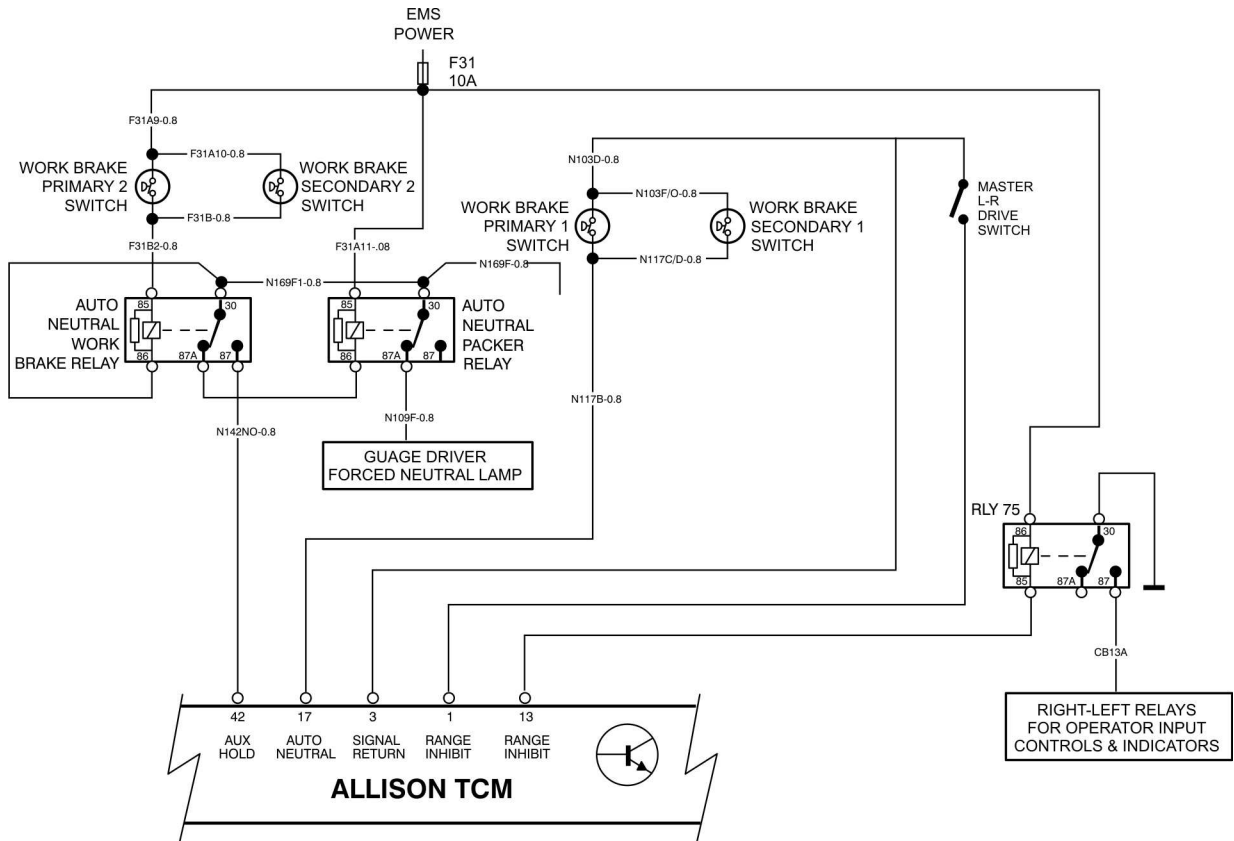 EMS
POWER
F31
10A
F31A9-0.8
F31A10-0.8
WORK BRAKE
PRIMARY 2
SWITCH
WORK BRAKE
SECONDARY 2
SWITCH
F31B-0.8
F31B2-0.8
F31A11-.08
N103D-0.8
N103F/O-0.8
WORK BRAKE
PRIMARY 1
SWITCH
WORK BRAKE
SECONDARY 1
SWITCH
N117C/D-0.8
MASTER
L-R
DRIVE
SWITCH
N169F1-0.8
N169F-0.8
AUTO
NEUTRAL
WORK
BRAKE RELAY
85
30
86
87A
87
AUTO
NEUTRAL
PACKER
RELAY
85
30
86
87A
87
N142NO-0.8
N109F-0.8
N117B-0.8
GUAGE DRIVER
FORCED NEUTRAL LAMP
RLY 75
86
30
85
87A
87
CB13A
RIGHT-LEFT RELAYS
FOR OPERATOR INPUT
CONTROLS & INDICATORS
42
17
3
1
13
AUX
HOLD
AUTO
NEUTRAL
SIGNAL
RETURN
RANGE
INHIBIT
RANGE
INHIBIT
ALLISON TCM